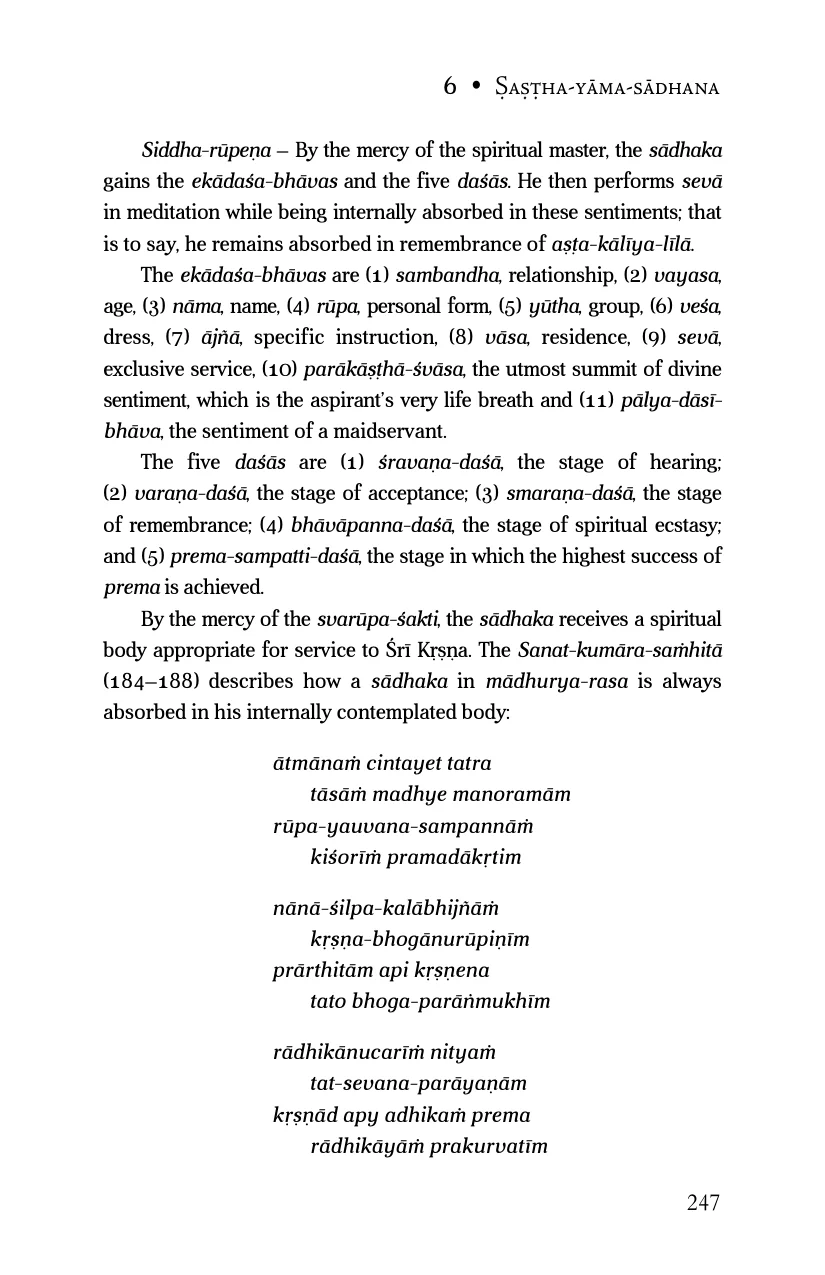 6 • Ṣaṣṭha-yāma-sādhana
Siddha-rūpeṇa – By the mercy of the spiritual master, the sādhaka
gains the ekādaśa-bhāvas and the five daśās. He then performs sevā
in meditation while being internally absorbed in these sentiments; that
is to say, he remains absorbed in remembrance of aṣṭa-kālīya-līlā.
The ekādaśa-bhāvas are (1) sambandha, relationship, (2) vayasa,
age, (3) nāma, name, (4) rūpa, personal form, (5) yūtha, group, (6) veśa,
dress, (7) ājñā, specific instruction, (8) vāsa, residence, (9) sevā,
exclusive service, (10) parākāṣṭhā-śvāsa, the utmost summit of divine
sentiment, which is the aspirant’s very life breath and (11) pālya-dāsī-
bhāva, the sentiment of a maidservant.
The five daśās are (1) śravaṇa-daśā, the stage of hearing;
(2) varaṇa-daśā, the stage of acceptance; (3) smaraṇa-daśā, the stage
of remembrance; (4) bhāvāpanna-daśā, the stage of spiritual ecstasy;
and (5) prema-sampatti-daśā, the stage in which the highest success of
prema is achieved.
By the mercy of the svarūpa-śakti, the sādhaka receives a spiritual
body appropriate for service to Śrī Kṛṣṇa. The Sanat-kumāra-saṁhitā
(184–188) describes how a sādhaka in mādhurya-rasa is always
absorbed in his internally contemplated body:
ātmānaṁ cintayet tatra
tāsāṁ madhye manoramām
rūpa-yauvana-sampannāṁ
kiśorīṁ pramadākṛtim
nānā-śilpa-kalābhijñāṁ
kṛṣṇa-bhogānurūpiṇīm
prārthitām api kṛṣṇena
tato bhoga-parāṅmukhīm
rādhikānucarīṁ nityaṁ
tat-sevana-parāyaṇām
kṛṣṇād apy adhikaṁ prema
rādhikāyāṁ prakurvatīm
247